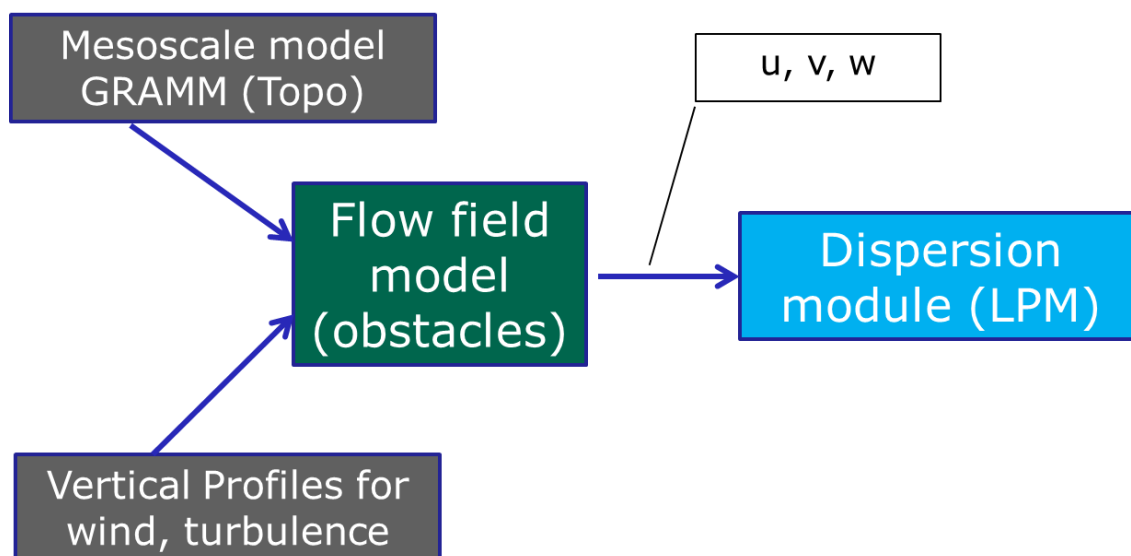 Mesoscale model
GRAMM (Topo)
u, v, w
Flow field
model
(obstacles)
Dispersion
module (LPM)
Vertical Profiles for
wind, turbulence